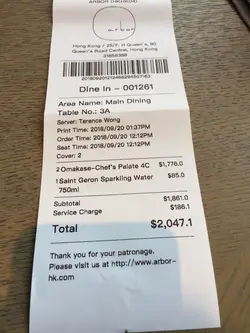 ARBOR (HK00504)
arbor
Hong Kong / 25/F, H Queen's, 80
Queen's Road Central, Hong Kong
31858388
201809201212466294507163
Dine In - 001261
Area Name: Main Dining
Table No.: 3A
Server: Terence Wong
Print Time: 2018/09/20 01:37PM
Order Time: 2018/09/20 12:12PM
Seat Time: 2018/09/20 12:12PM
Cover: 2
2 Omakase-Chef's Palate 4C $1,776.0
1 Saint Geron Sparkling Water $85.0
750ml
Subtotal $1,861.0
Service Charge $186.1
Total $2,047.1
Thank you for your patronage.
Please visit us at http://www.arbor-
hk.com